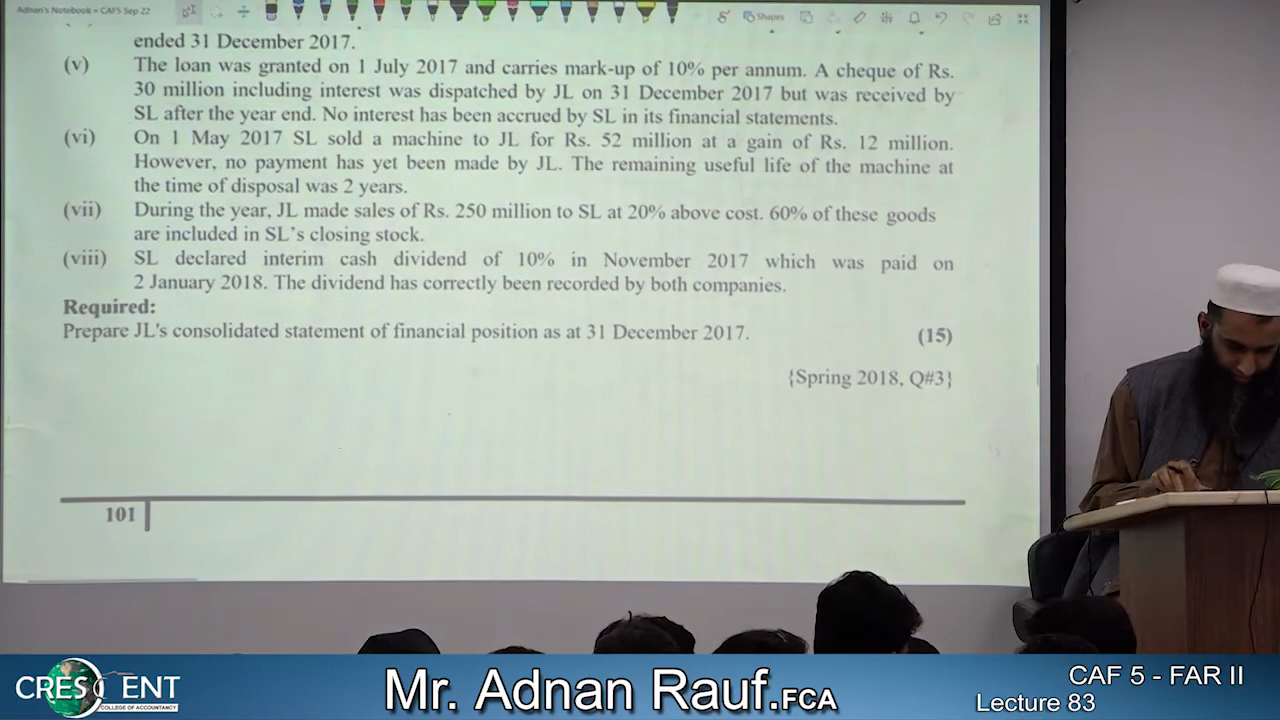 Adnan's Notebook - CAF5 Sep 22
Shapes
ended 31 December 2017.
(v) The loan was granted on 1 July 2017 and carries mark-up of 10% per annum. A cheque of Rs.
30 million including interest was dispatched by JL on 31 December 2017 but was received by
SL after the year end. No interest has been accrued by SL in its financial statements.
(vi) On 1 May 2017 SL sold a machine to JL for Rs. 52 million at a gain of Rs. 12 million.
However, no payment has yet been made by JL. The remaining useful life of the machine at
the time of disposal was 2 years.
(vii) During the year, JL made sales of Rs. 250 million to SL at 20% above cost. 60% of these goods
are included in SL's closing stock.
(viii) SL declared interim cash dividend of 10% in November 2017 which was paid on
2 January 2018. The dividend has correctly been recorded by both companies.
Required:
Prepare JL's consolidated statement of financial position as at 31 December 2017. (15)
{Spring 2018, Q#3}
101
CRESCENT
COLLEGE OF ACCOUNTANCY
Mr. Adnan Rauf.FCA
CAF 5 - FAR II
Lecture 83